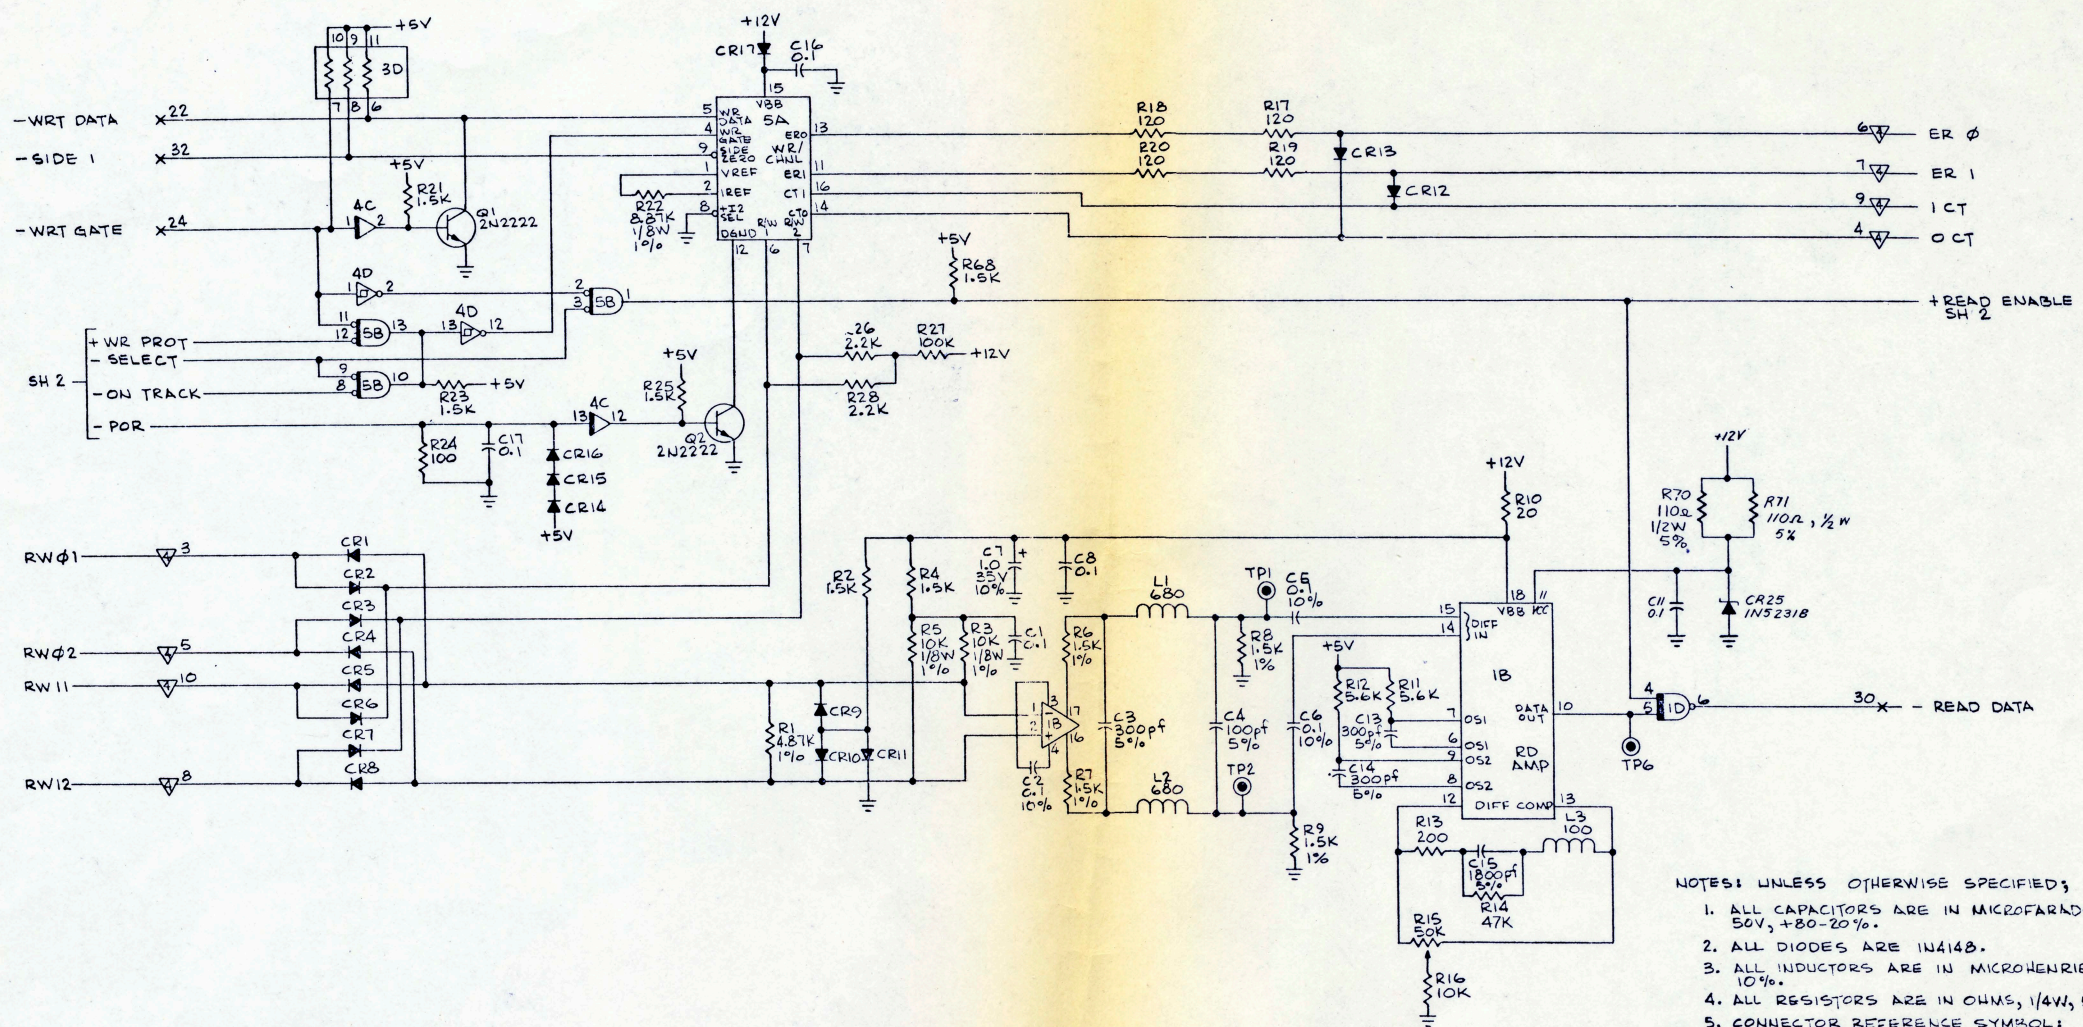 +5V
10 9 11
3D
7 8 6
-WRT DATA 22
-SIDE 1 32
-WRT GATE 24
+5V
R21
1.5K
4C
1 2
Q1
2N2222
+12V
CR17
C16
0.1
15
VBB
5A
5 WR DATA
4 WR GATE
9 SIDE ZERO
1 VREF
2 IREF
8 +I2 SEL
WR/
CHNL
ER0 13
ER1 11
CT1 16
CT0 14
DGND
R/W 1
R/W 2
12 6 7
R22
8.87K
1/8W
1%
R18
120
R17
120
R20
120
R19
120
CR13
CR12
6 4 ER Ø
7 4 ER 1
9 4 1 CT
4 4 0 CT
4D
1 2
2
3 5B 1
11
12 5B 13
4D
13 12
9
8 5B 10
SH 2
+ WR PROT
- SELECT
- ON TRACK
- POR
R23
1.5K
+5V
+5V
R68
1.5K
+ READ ENABLE
SH 2
26
2.2K
R27
100K
+12V
R28
2.2K
+5V
R25
1.5K
4C
13 12
Q2
2N2222
R24
100
C17
0.1
CR16
CR15
CR14
+5V
RWØ1 4 3
RWØ2 4 5
RW11 4 10
RW12 4 8
CR1
CR2
CR3
CR4
CR5
CR6
CR7
CR8
R2
1.5K
R4
1.5K
C7
1.0
35V
10%
+
C8
0.1
R5
10K
1/8W
1%
R3
10K
1/8W
1%
C1
0.1
R1
4.87K
1%
CR9
CR10
CR11
1 3
1B
2 4
17
16
C2
0.1
10%
R6
1.5K
1%
R7
1.5K
1%
C3
300pf
5%
L1
680
L2
680
C4
100pf
5%
TP1
TP2
C5
0.1
10%
R8
1.5K
1%
C6
0.1
10%
R9
1.5K
1%
+12V
R10
20
18 11
VBB VCC
15
14
DIFF
IN
1B
+5V
R12
5.6K
R11
5.6K
C13
300pf
5%
C14
300pf
5%
7 OS1
6 OS1
9 OS2
8 OS2
DATA
OUT 10
RD
AMP
12 DIFF COMP 13
R13
200
C15
1800pf
5%
R14
47K
L3
100
R15
50K
R16
10K
+12V
R70
110Ω
1/2W
5%
R71
110Ω, 1/2 W
5%
C11
0.1
CR25
1N5231B
4
5 1D 6
TP6
30 - READ DATA
NOTES: UNLESS OTHERWISE SPECIFIED;
1. ALL CAPACITORS ARE IN MICROFARAD
50V, +80-20%.
2. ALL DIODES ARE 1N4148.
3. ALL INDUCTORS ARE IN MICROHENRIE
10%.
4. ALL RESISTORS ARE IN OHMS, 1/4W,
5. CONNECTOR REFERENCE SYMBOL: